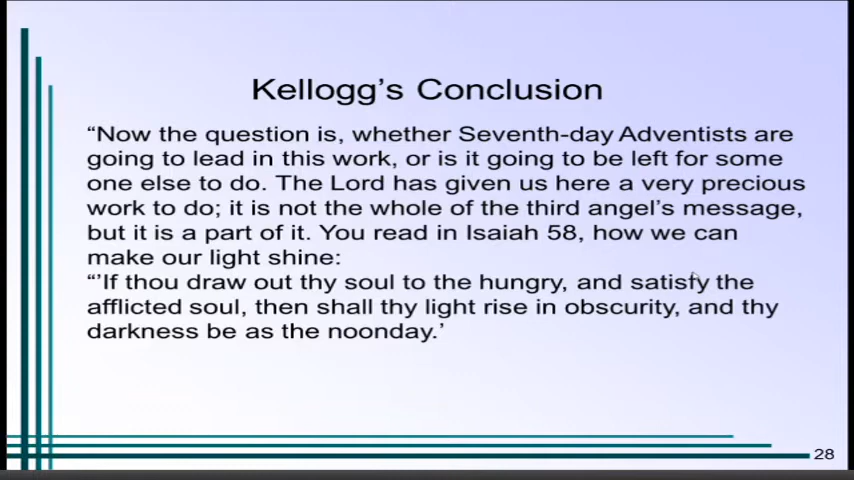 Kellogg’s Conclusion
“Now the question is, whether Seventh-day Adventists are
going to lead in this work, or is it going to be left for some
one else to do. The Lord has given us here a very precious
work to do; it is not the whole of the third angel’s message,
but it is a part of it. You read in Isaiah 58, how we can
make our light shine:
“’If thou draw out thy soul to the hungry, and satisfy the
afflicted soul, then shall thy light rise in obscurity, and thy
darkness be as the noonday.’
28